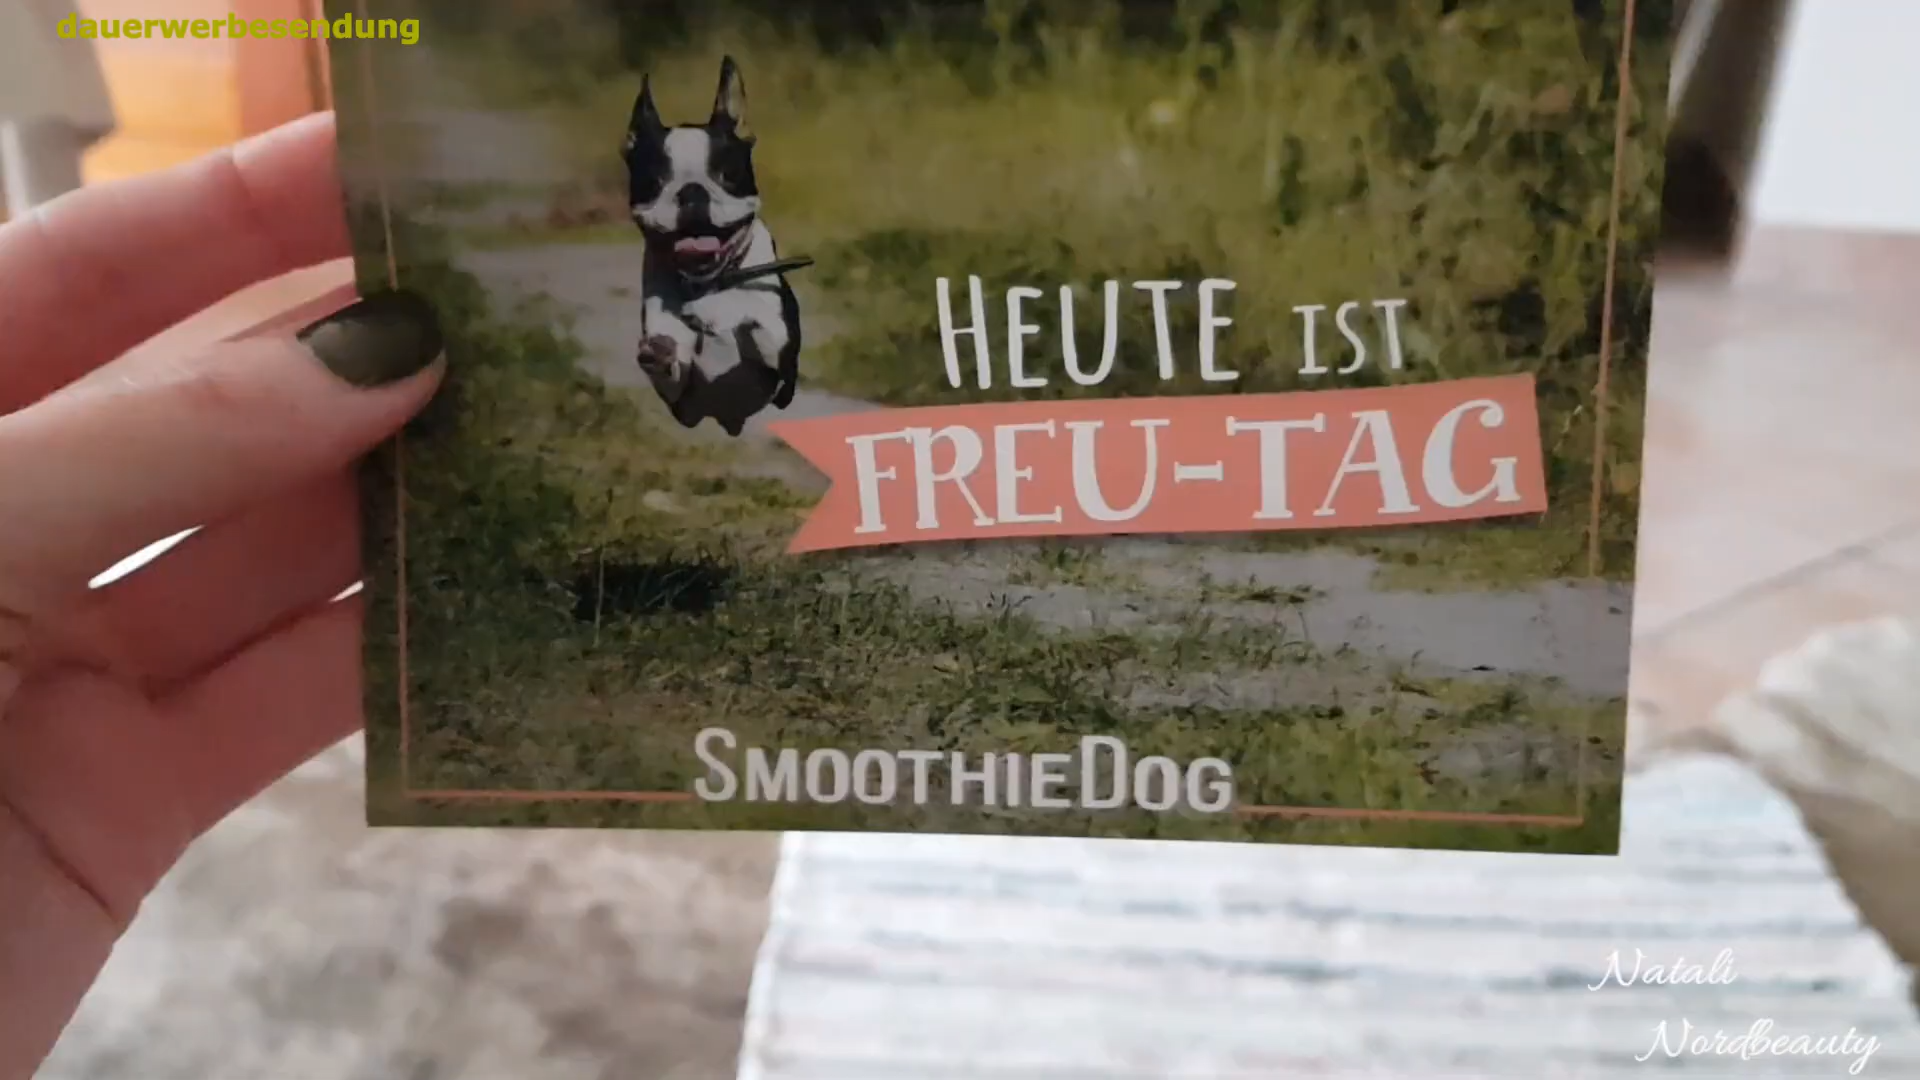 dauerwerbesendung
HEUTE IST
FREU-TAG
SMOOTHIEDOG
Natali
Nordbeauty